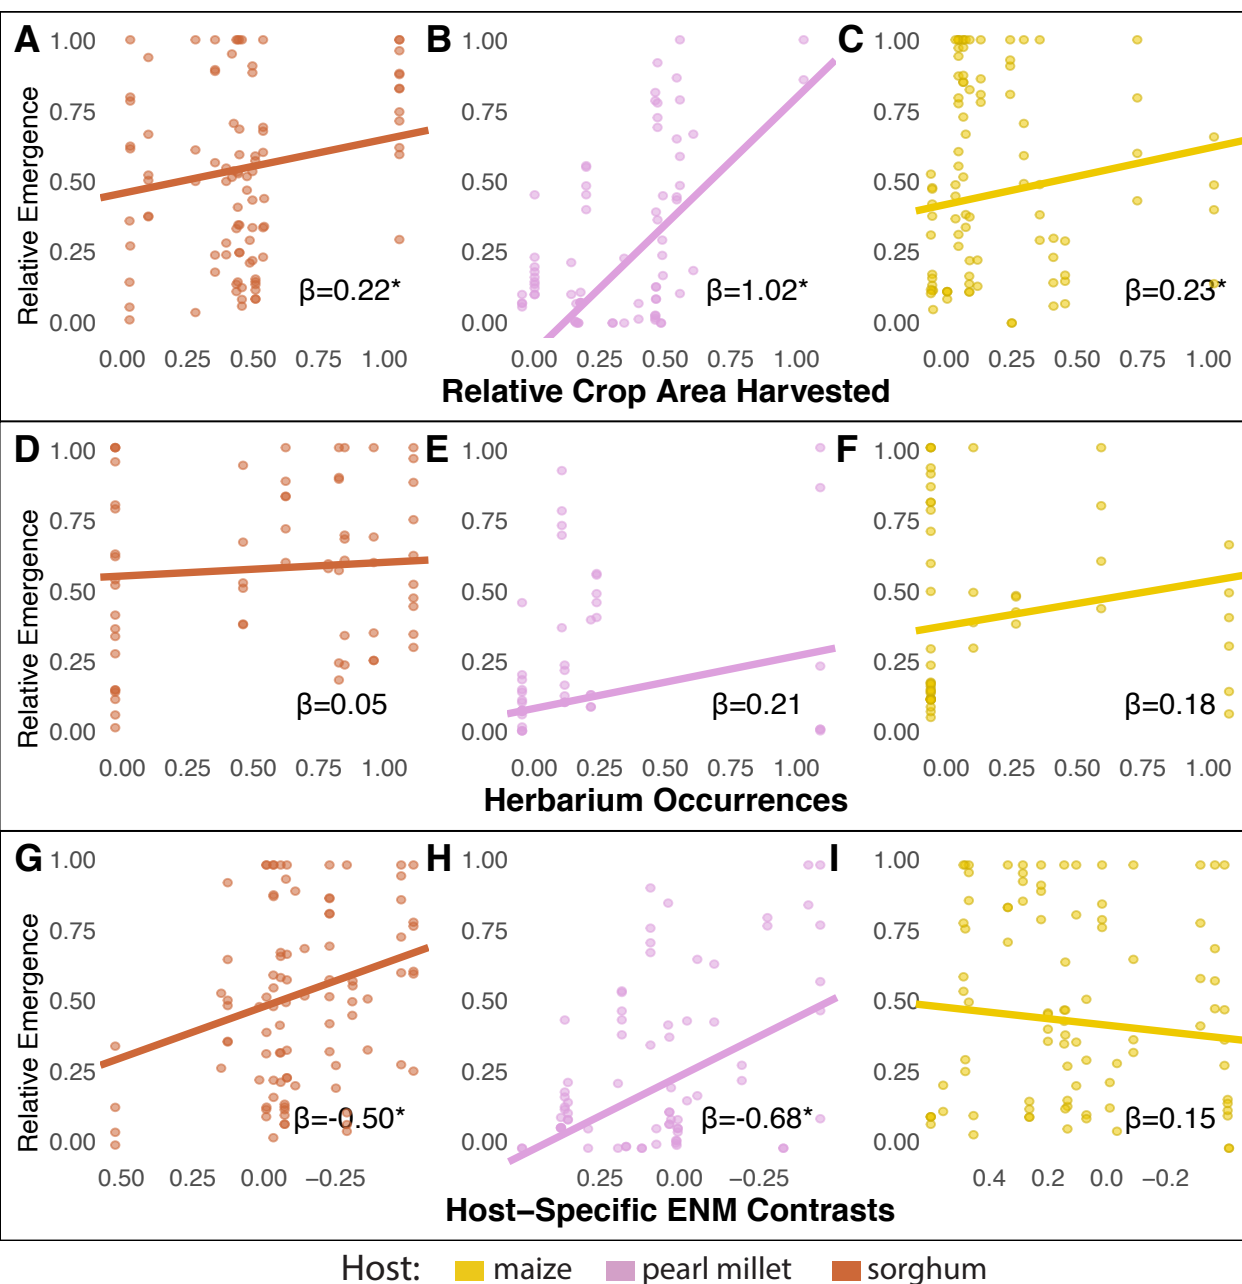 A 1.00 B 1.00 C 1.00
0.75 0.75 0.75
0.50 0.50 0.50
0.25 0.25 0.25
0.00 0.00 0.00
Relative Emergence
β=0.22* β=1.02* β=0.23*
0.00 0.25 0.50 0.75 1.00 0.00 0.25 0.50 0.75 1.00 0.00 0.25 0.50 0.75 1.00
Relative Crop Area Harvested
D 1.00 E 1.00 F 1.00
0.75 0.75 0.75
0.50 0.50 0.50
0.25 0.25 0.25
0.00 0.00 0.00
Relative Emergence
β=0.05 β=0.21 β=0.18
0.00 0.25 0.50 0.75 1.00 0.00 0.25 0.50 0.75 1.00 0.00 0.25 0.50 0.75 1.00
Herbarium Occurrences
G 1.00 H 1.00 I 1.00
0.75 0.75 0.75
0.50 0.50 0.50
0.25 0.25 0.25
0.00 0.00 0.00
Relative Emergence
β=-0.50* β=-0.68* β=0.15
0.50 0.25 0.00 −0.25 0.25 0.00 −0.25 0.4 0.2 0.0 −0.2
Host−Specific ENM Contrasts
Host: maize pearl millet sorghum